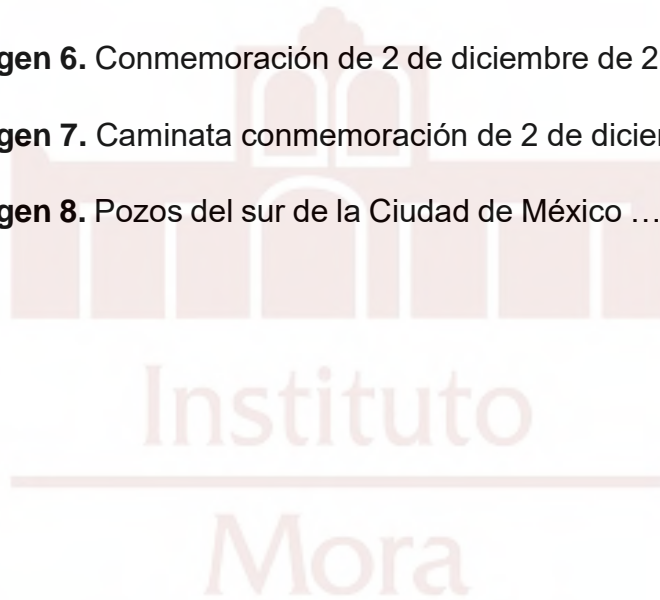 gen 6. Conmemoración de 2 de diciembre de 2
gen 7. Caminata conmemoración de 2 de dicie
gen 8. Pozos del sur de la Ciudad de México …
Instituto
Mora